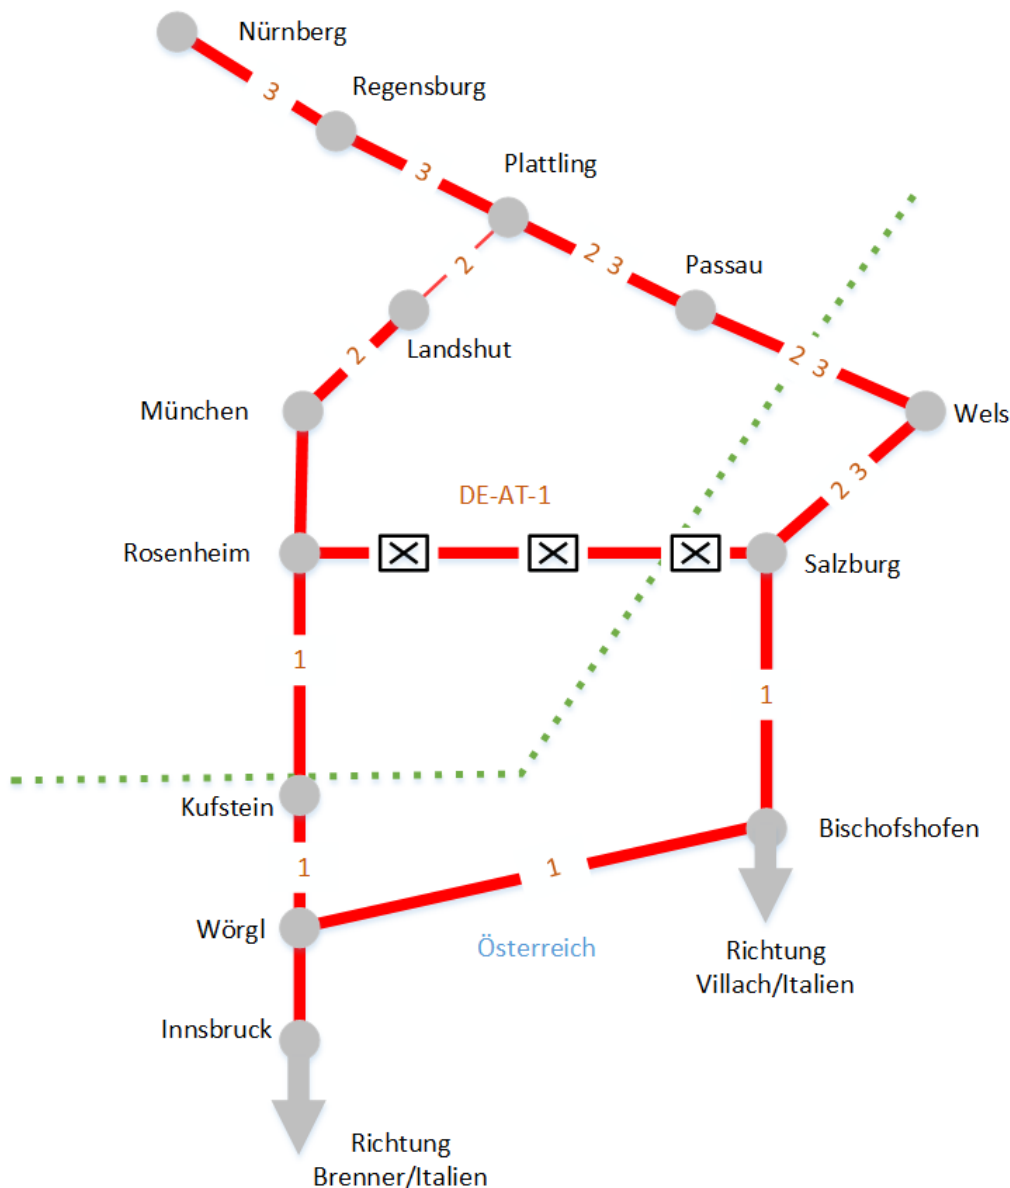 Nürnberg
3
Regensburg
3
Plattling
2 3
Passau
2
Landshut
2
2 3
München
Wels
2 3
DE-AT-1
Rosenheim
Salzburg
1
1
Kufstein
Bischofshofen
1
1
Wörgl
Österreich
Richtung
Villach/Italien
Innsbruck
Richtung
Brenner/Italien